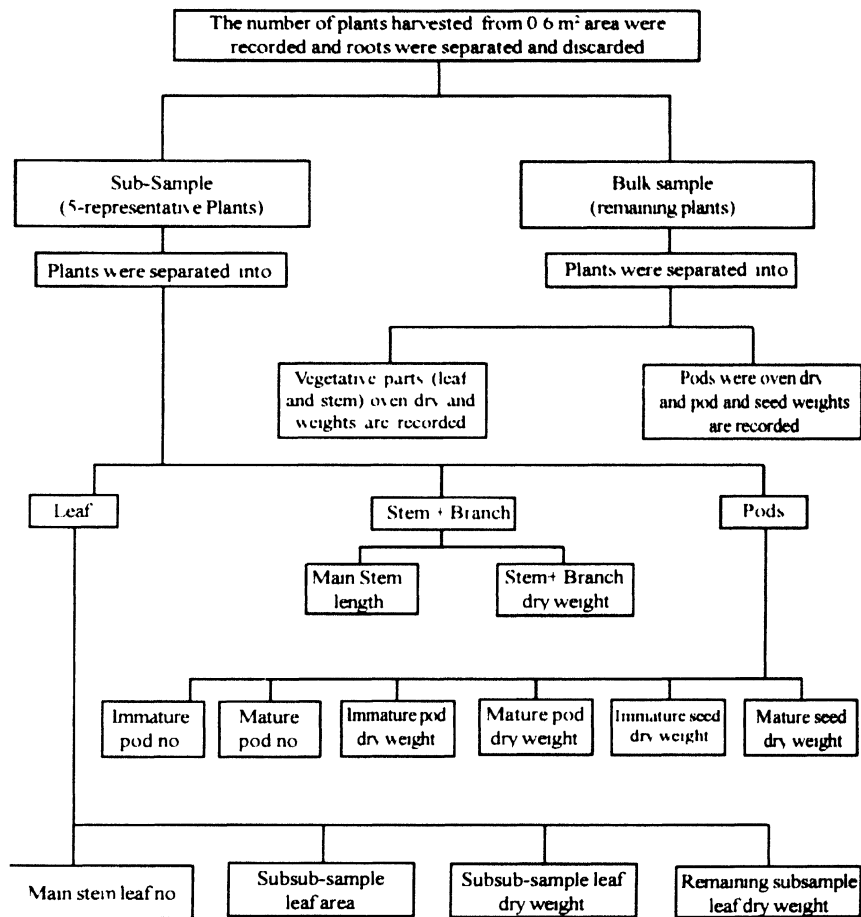 The number of plants harvested from 0 6 m² area were
recorded and roots were separated and discarded
Sub-Sample
(5-representative Plants)
Bulk sample
(remaining plants)
Plants were separated into
Plants were separated into
Vegetative parts (leaf
and stem) oven dry and
weights are recorded
Pods were oven dry
and pod and seed weights
are recorded
Leaf
Stem + Branch
Pods
Main Stem
length
Stem+ Branch
dry weight
Immature
pod no
Mature
pod no
Immature pod
dry weight
Mature pod
dry weight
Immature seed
dry weight
Mature seed
dry weight
Main stem leaf no
Subsub-sample
leaf area
Subsub-sample leaf
dry weight
Remaining subsample
leaf dry weight